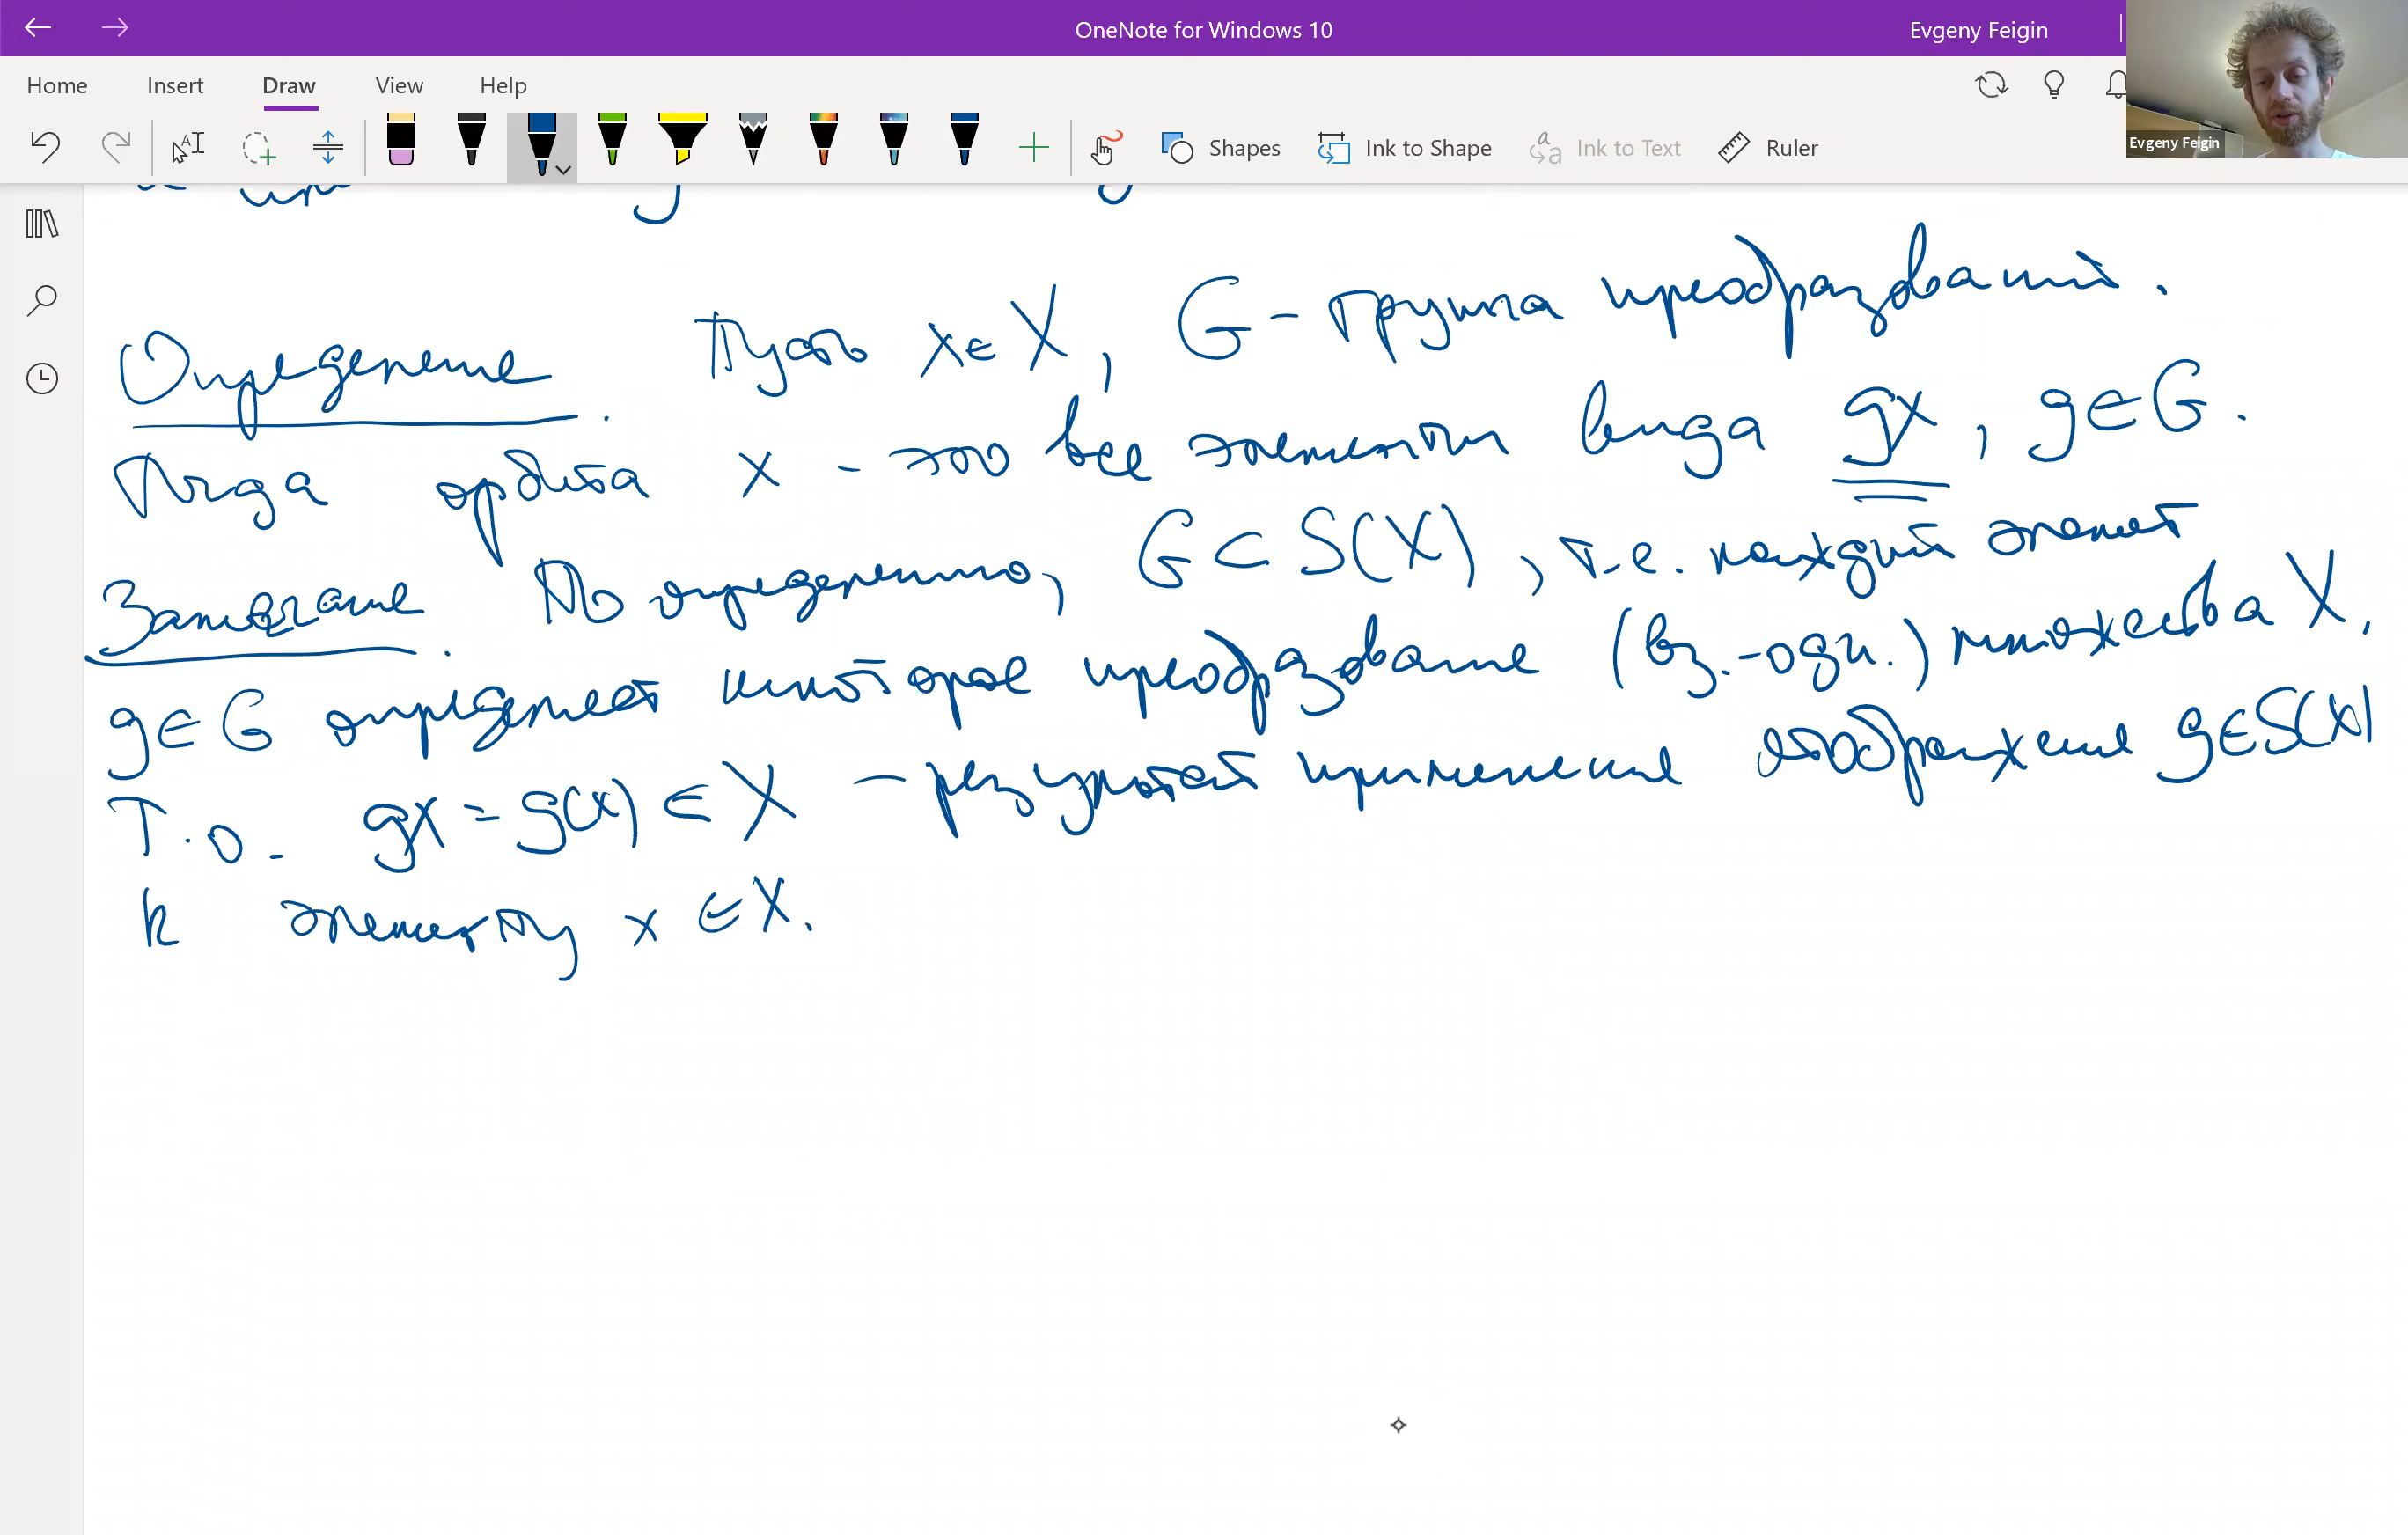 OneNote for Windows 10
Evgeny Feigin
Home Insert Draw View Help
Shapes Ink to Shape Ink to Text Ruler
Evgeny Feigin
Определение. Пусть x ∈ X, G - группа преобразований.
Тогда орбита x - это все элементы вида gx, g ∈ G.
Замечание. По определению, G ⊂ S(X), т.е. каждый элемент
g ∈ G определяет некоторое преобразование (вз.-одн.) множества X.
Т.о. gx = g(x) ∈ X - результат применения отображения g ∈ S(X)
к элементу x ∈ X.